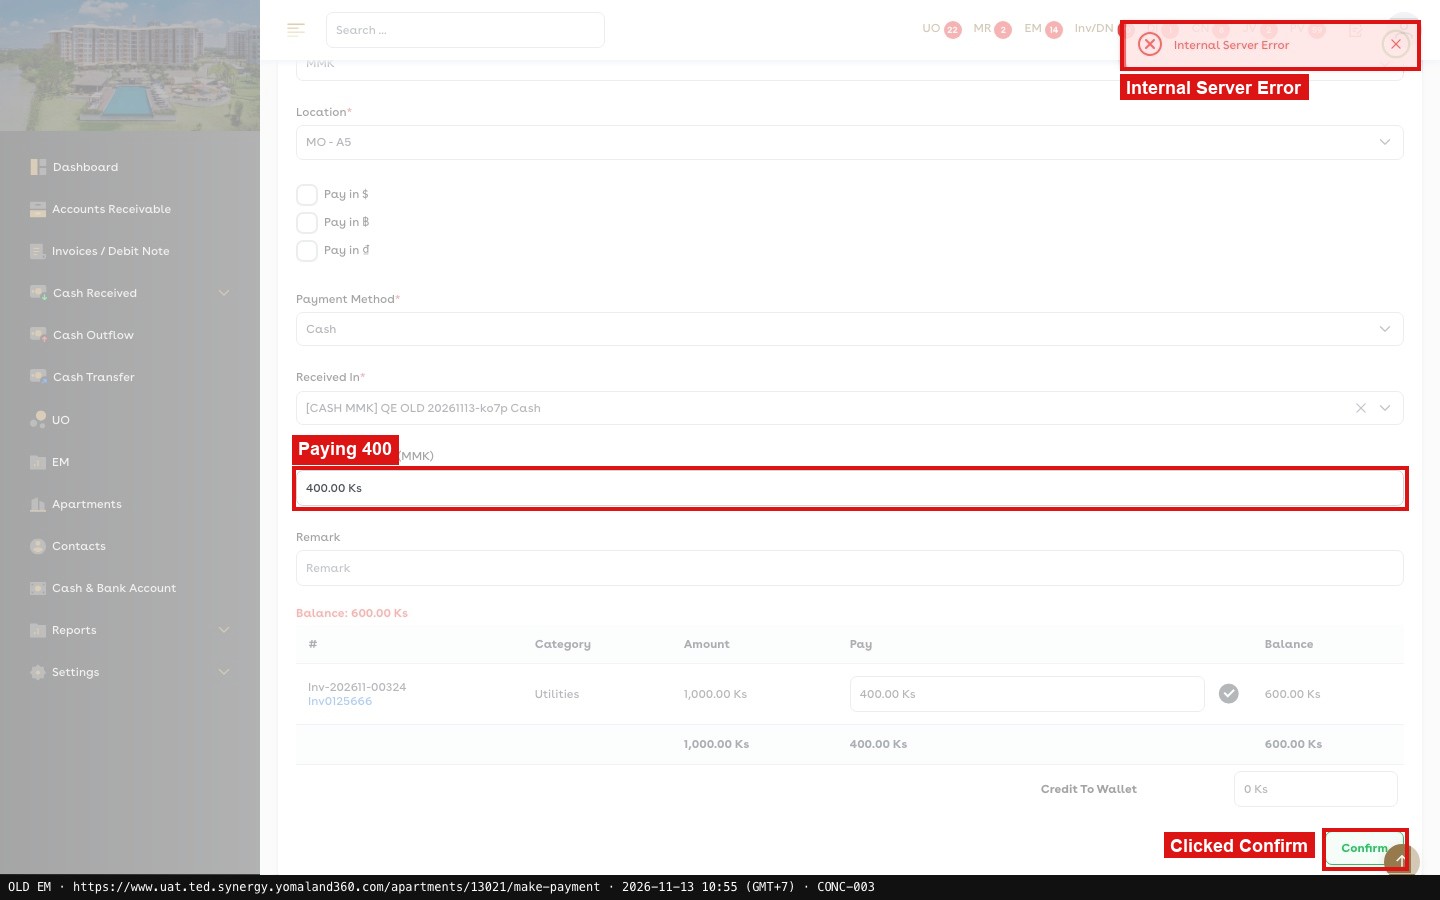 Search ...
UO 22 MR 2 EM 14 Inv/DN
Internal Server Error
Internal Server Error
MMK
Location*
MO - A5
Pay in $
Pay in ฿
Pay in ₫
Payment Method*
Cash
Received In*
[CASH MMK] QE OLD 20261113-ko7p Cash
Paying 400
(MMK)
400.00 Ks
Remark
Remark
Balance: 600.00 Ks
# Category Amount Pay Balance
Inv-202611-00324
Inv0125666
Utilities 1,000.00 Ks 400.00 Ks 600.00 Ks
1,000.00 Ks 400.00 Ks 600.00 Ks
Credit To Wallet 0 Ks
Clicked Confirm
Confirm
Dashboard
Accounts Receivable
Invoices / Debit Note
Cash Received
Cash Outflow
Cash Transfer
UO
EM
Apartments
Contacts
Cash & Bank Account
Reports
Settings
OLD EM · https://www.uat.ted.synergy.yomaland360.com/apartments/13021/make-payment · 2026-11-13 10:55 (GMT+7) · CONC-003